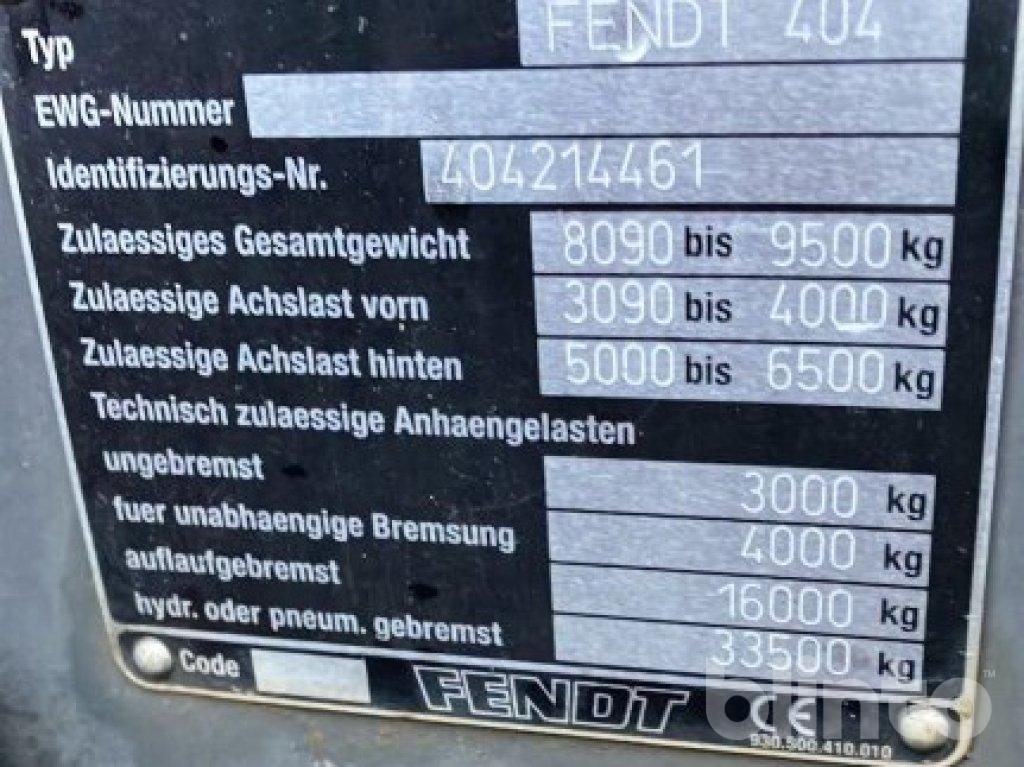 Typ FENDT 404
EWG-Nummer
Identifizierungs-Nr. 404214461
Zulaessiges Gesamtgewicht 8090 bis 9500 kg
Zulaessige Achslast vorn 3090 bis 4000 kg
Zulaessige Achslast hinten 5000 bis 6500 kg
Technisch zulaessige Anhaengelasten
ungebremst 3000 kg
fuer unabhaengige Bremsung 4000 kg
auflaufgebremst 16000 kg
hydr. oder pneum. gebremst 33500 kg
Code FENDT CE
930.500.410.010
blinto™